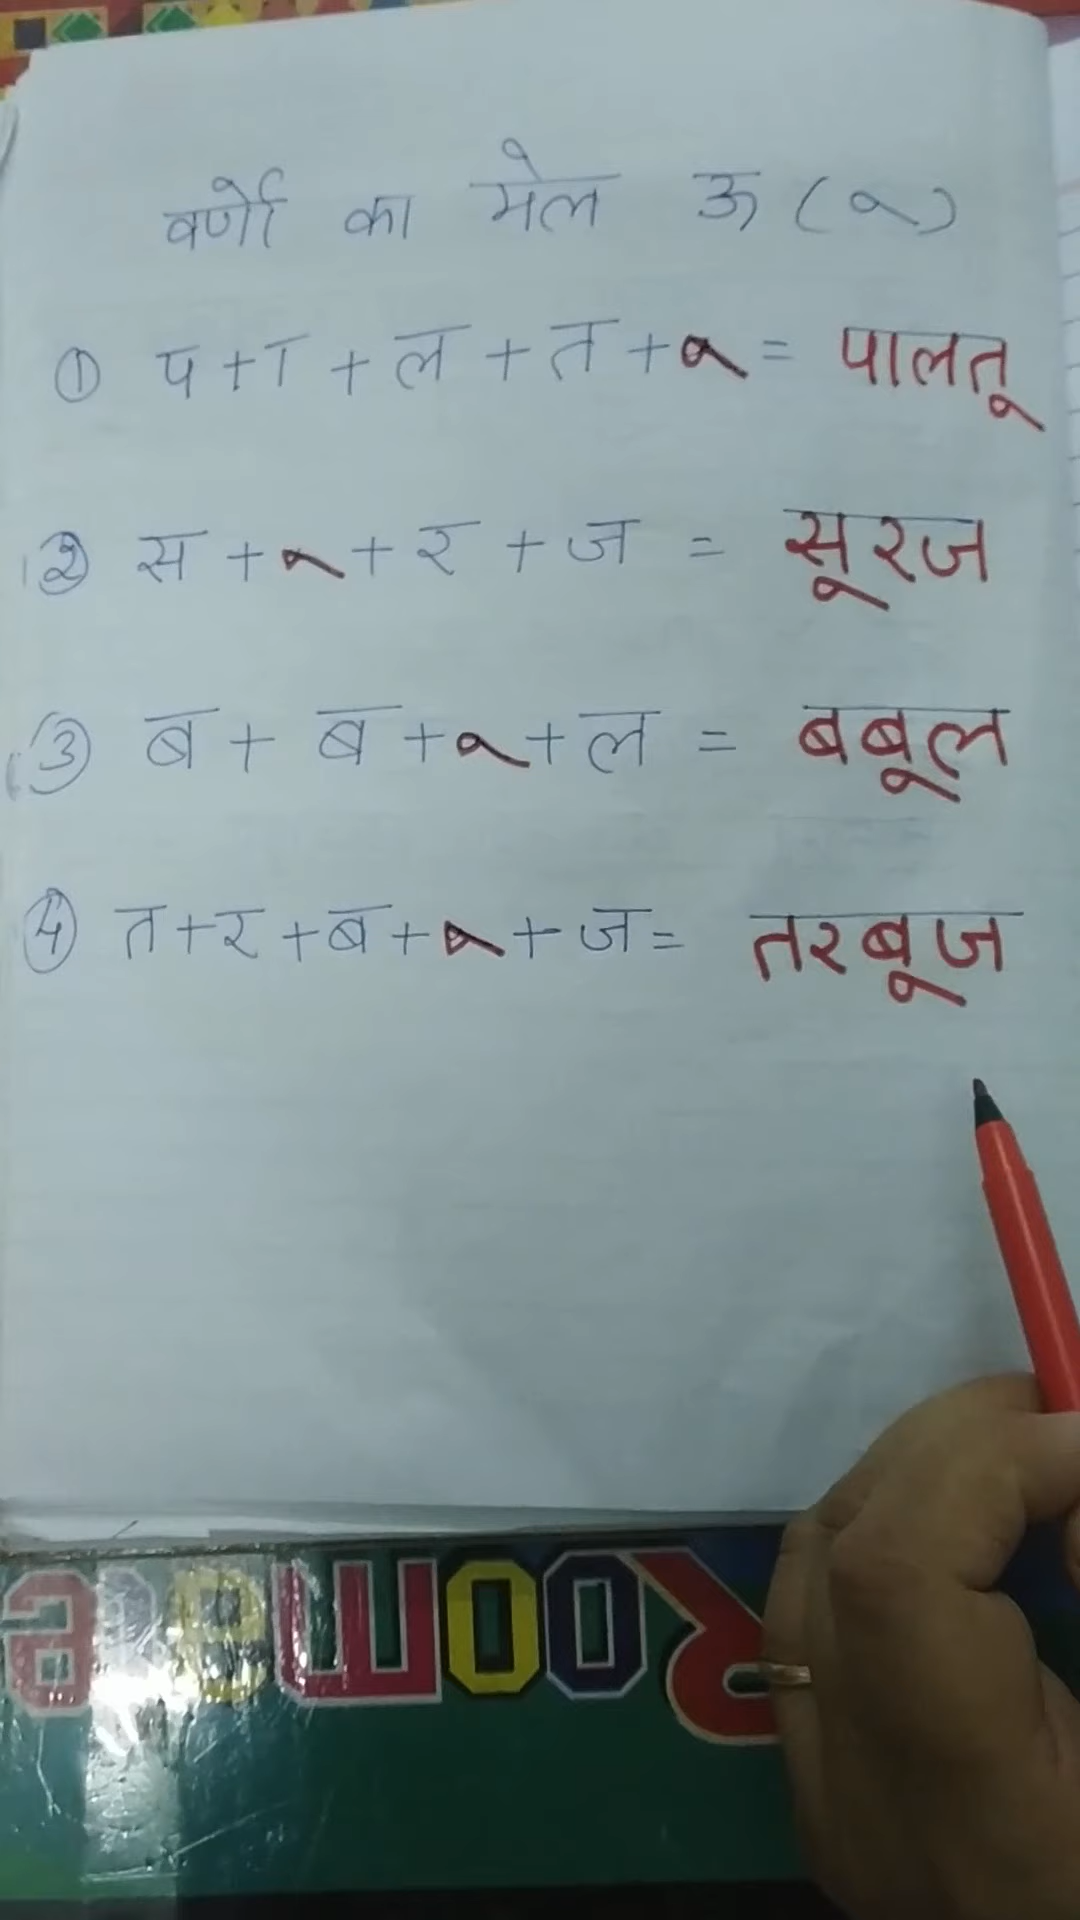 वर्णो का मेल ऊ ( ू )
① प + ा + ल + त + ू = पालतू
② स + ू + र + ज = सूरज
③ ब + ब + ू + ल = बबूल
④ त + र + ब + ू + ज = तरबूज